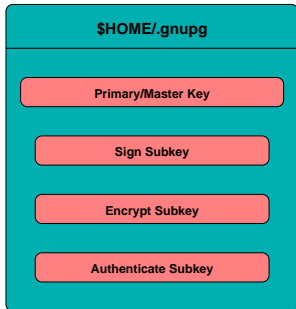 $HOME/.gnupg
Primary/Master Key
Sign Subkey
Encrypt Subkey
Authenticate Subkey